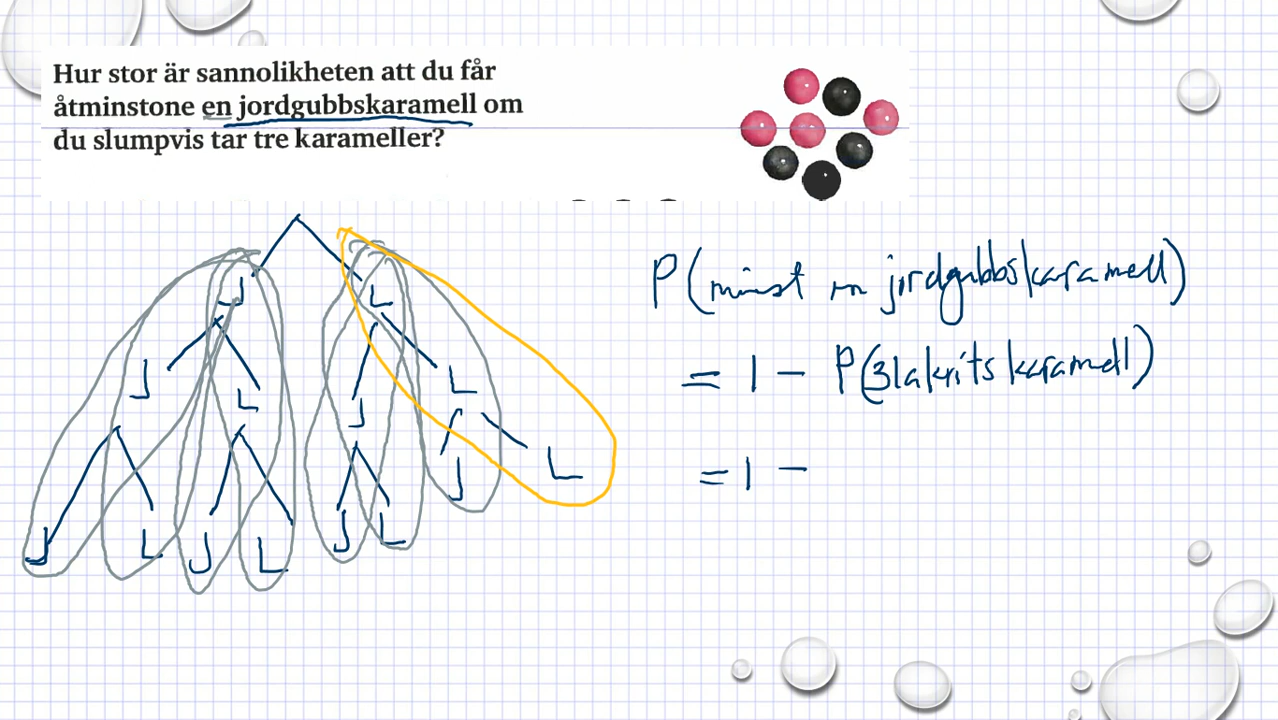 Hur stor är sannolikheten att du får
åtminstone en jordgubbskaramell om
du slumpvis tar tre karameller?
P(minst en jordgubbskaramell)
= 1 - P(3 lakritskaramell)
= 1 -
J L
J L J L
J L
J L J L J L